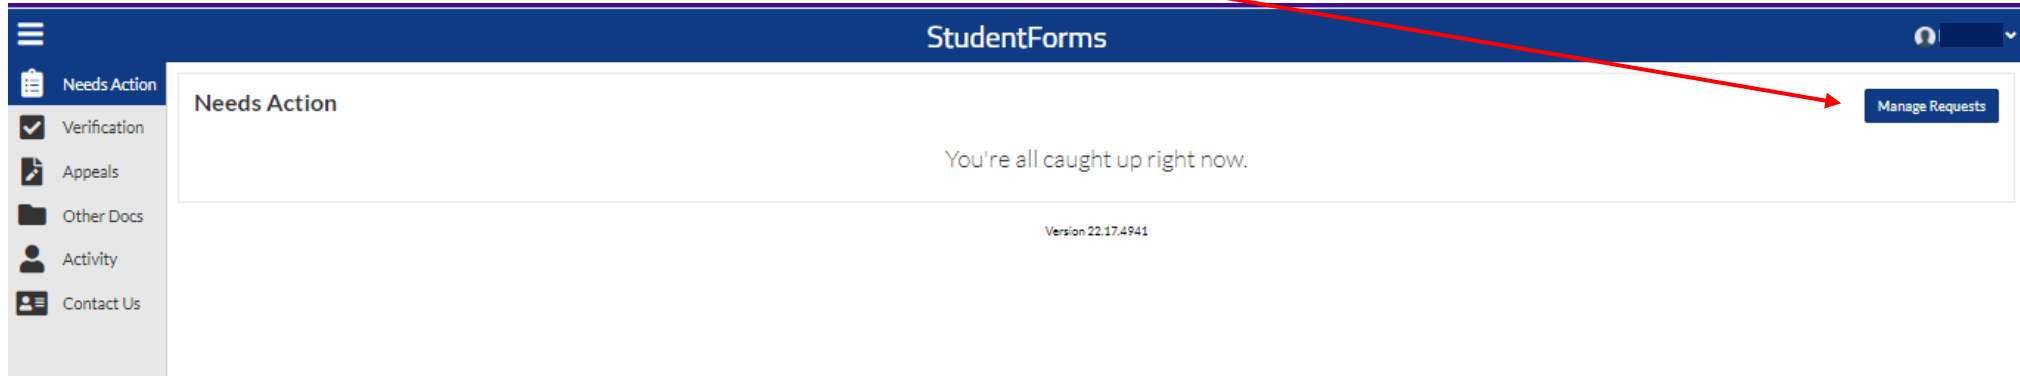 StudentForms
Needs Action
Verification
Appeals
Other Docs
Activity
Contact Us
Needs Action
Manage Requests
You're all caught up right now.
Version 22.17.4941